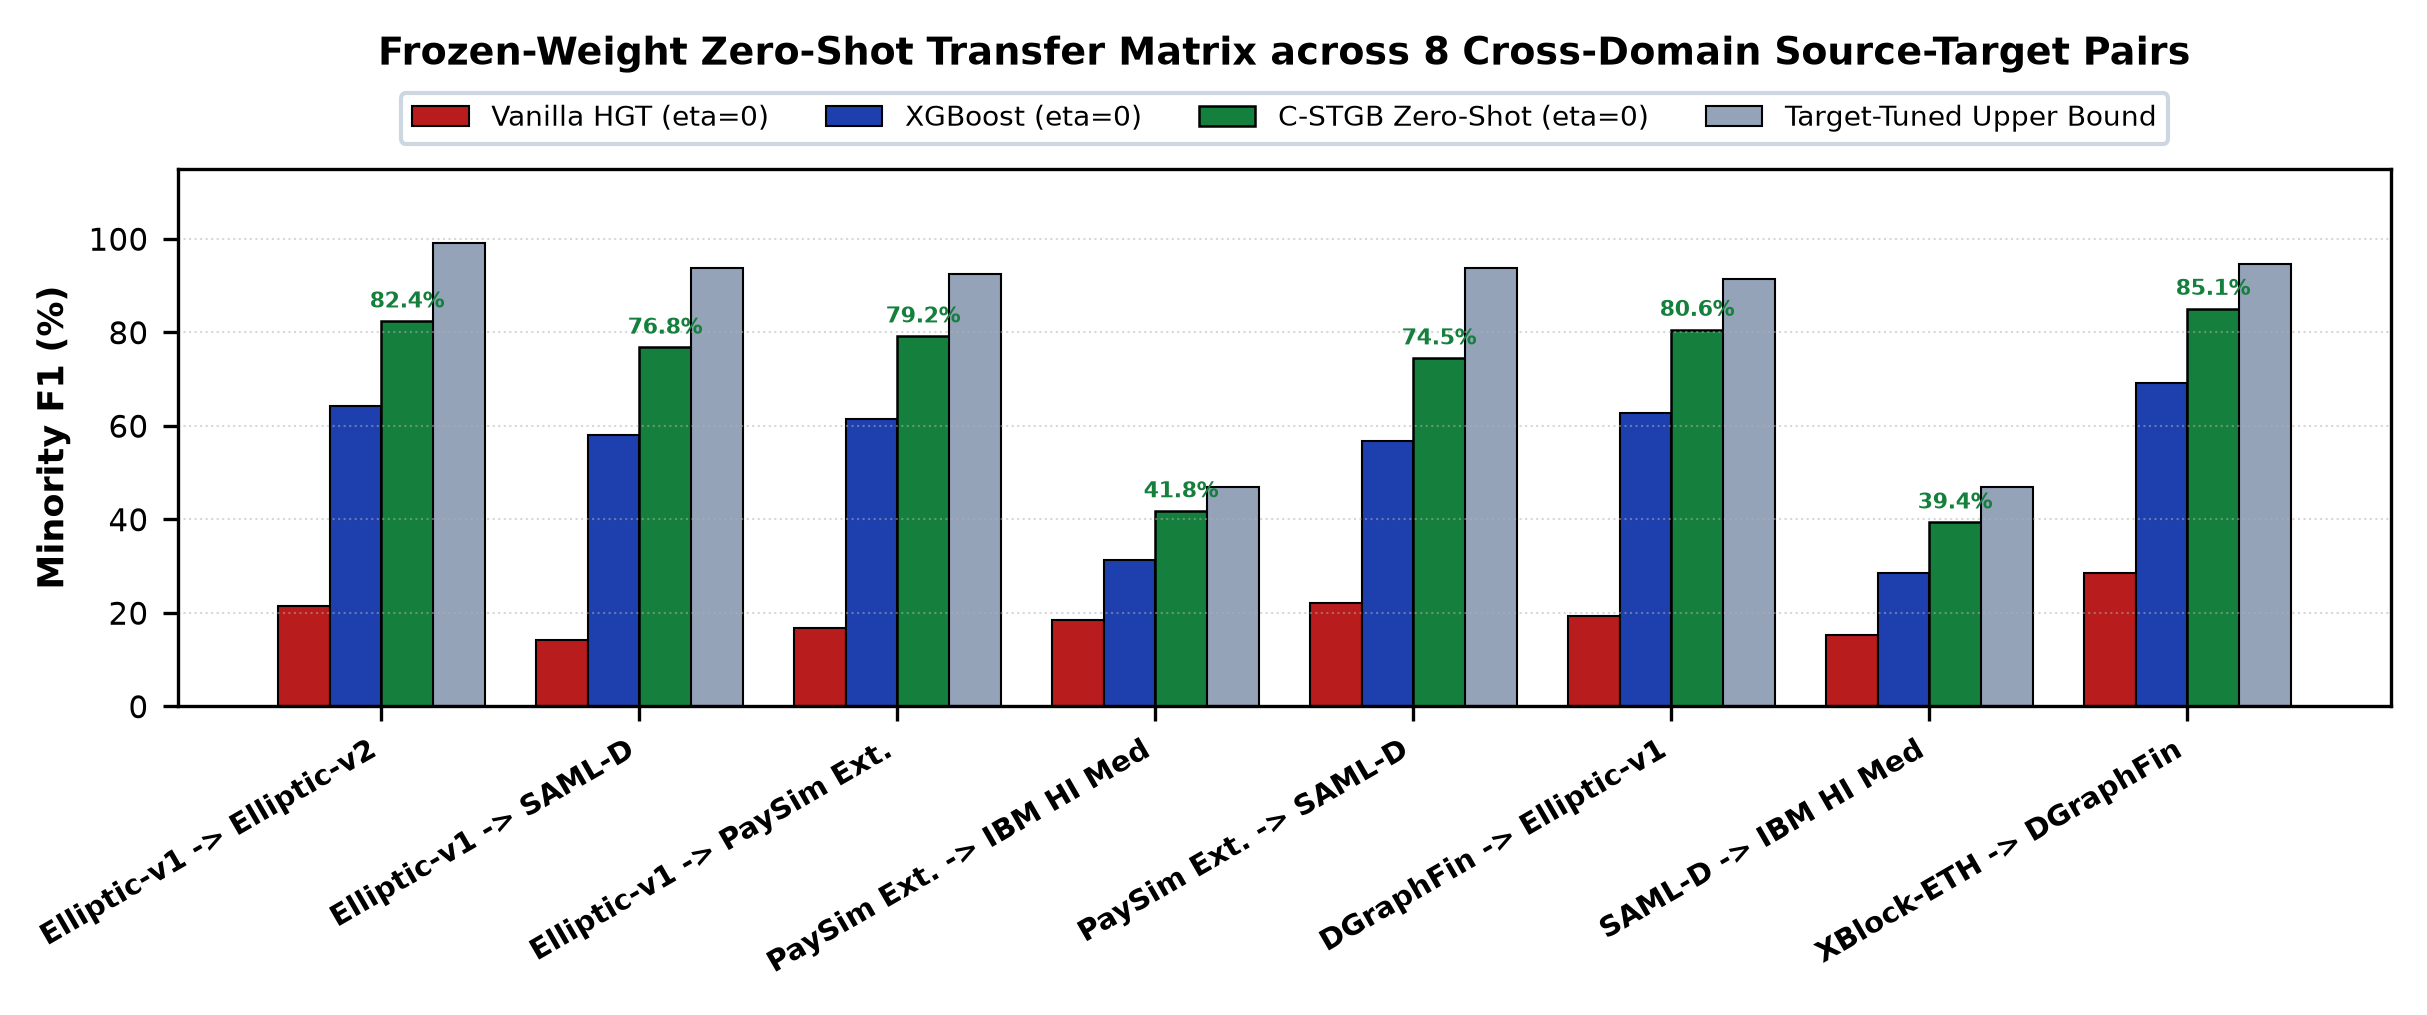 Frozen-Weight Zero-Shot Transfer Matrix across 8 Cross-Domain Source-Target Pairs
Vanilla HGT (eta=0)
XGBoost (eta=0)
C-STGB Zero-Shot (eta=0)
Target-Tuned Upper Bound
Minority F1 (%)
100
80
60
40
20
0
82.4%
76.8%
79.2%
41.8%
74.5%
80.6%
39.4%
85.1%
Elliptic-v1 -> Elliptic-v2
Elliptic-v1 -> SAML-D
Elliptic-v1 -> PaySim Ext.
PaySim Ext. -> IBM HI Med
PaySim Ext. -> SAML-D
DGraphFin -> Elliptic-v1
SAML-D -> IBM HI Med
XBlock-ETH -> DGraphFin